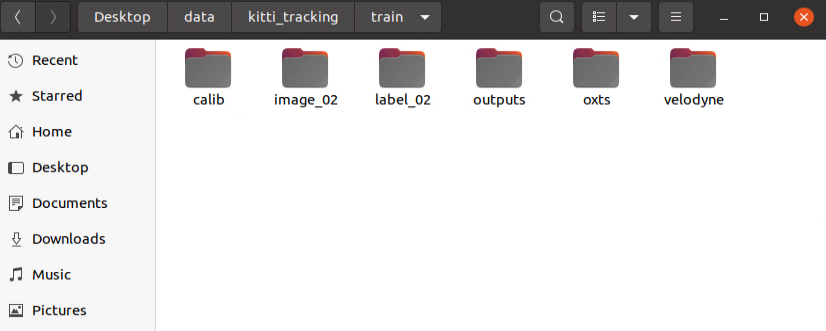 Desktop data kitti_tracking train
Recent
Starred
Home
Desktop
Documents
Downloads
Music
Pictures
calib image_02 label_02 outputs oxts velodyne